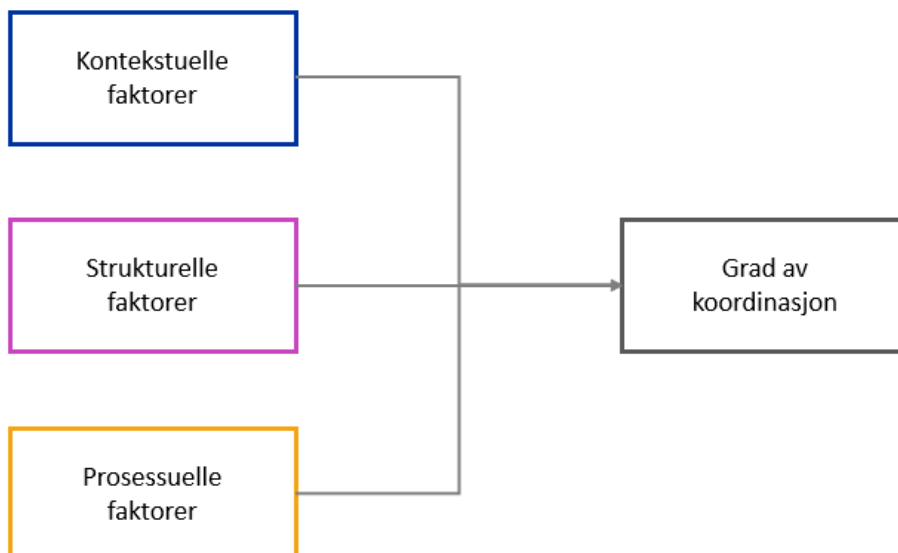 Kontekstuelle
faktorer
Strukturelle
faktorer
Grad av
koordinasjon
Prosessuelle
faktorer